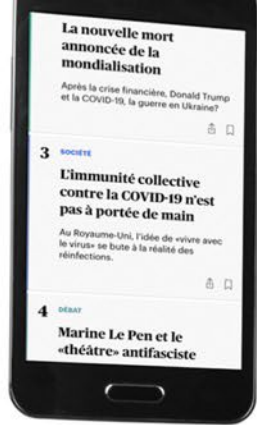 La nouvelle mort
annoncée de la
mondialisation
Après la crise financière, Donald Trump
et la COVID-19, la guerre en Ukraine?
3 SOCIÉTÉ
L'immunité collective
contre la COVID-19 n'est
pas à portée de main
Au Royaume-Uni, l'idée de «vivre avec
le virus» se bute à la réalité des
réinfections.
4 DÉBAT
Marine Le Pen et le
«théâtre» antifasciste